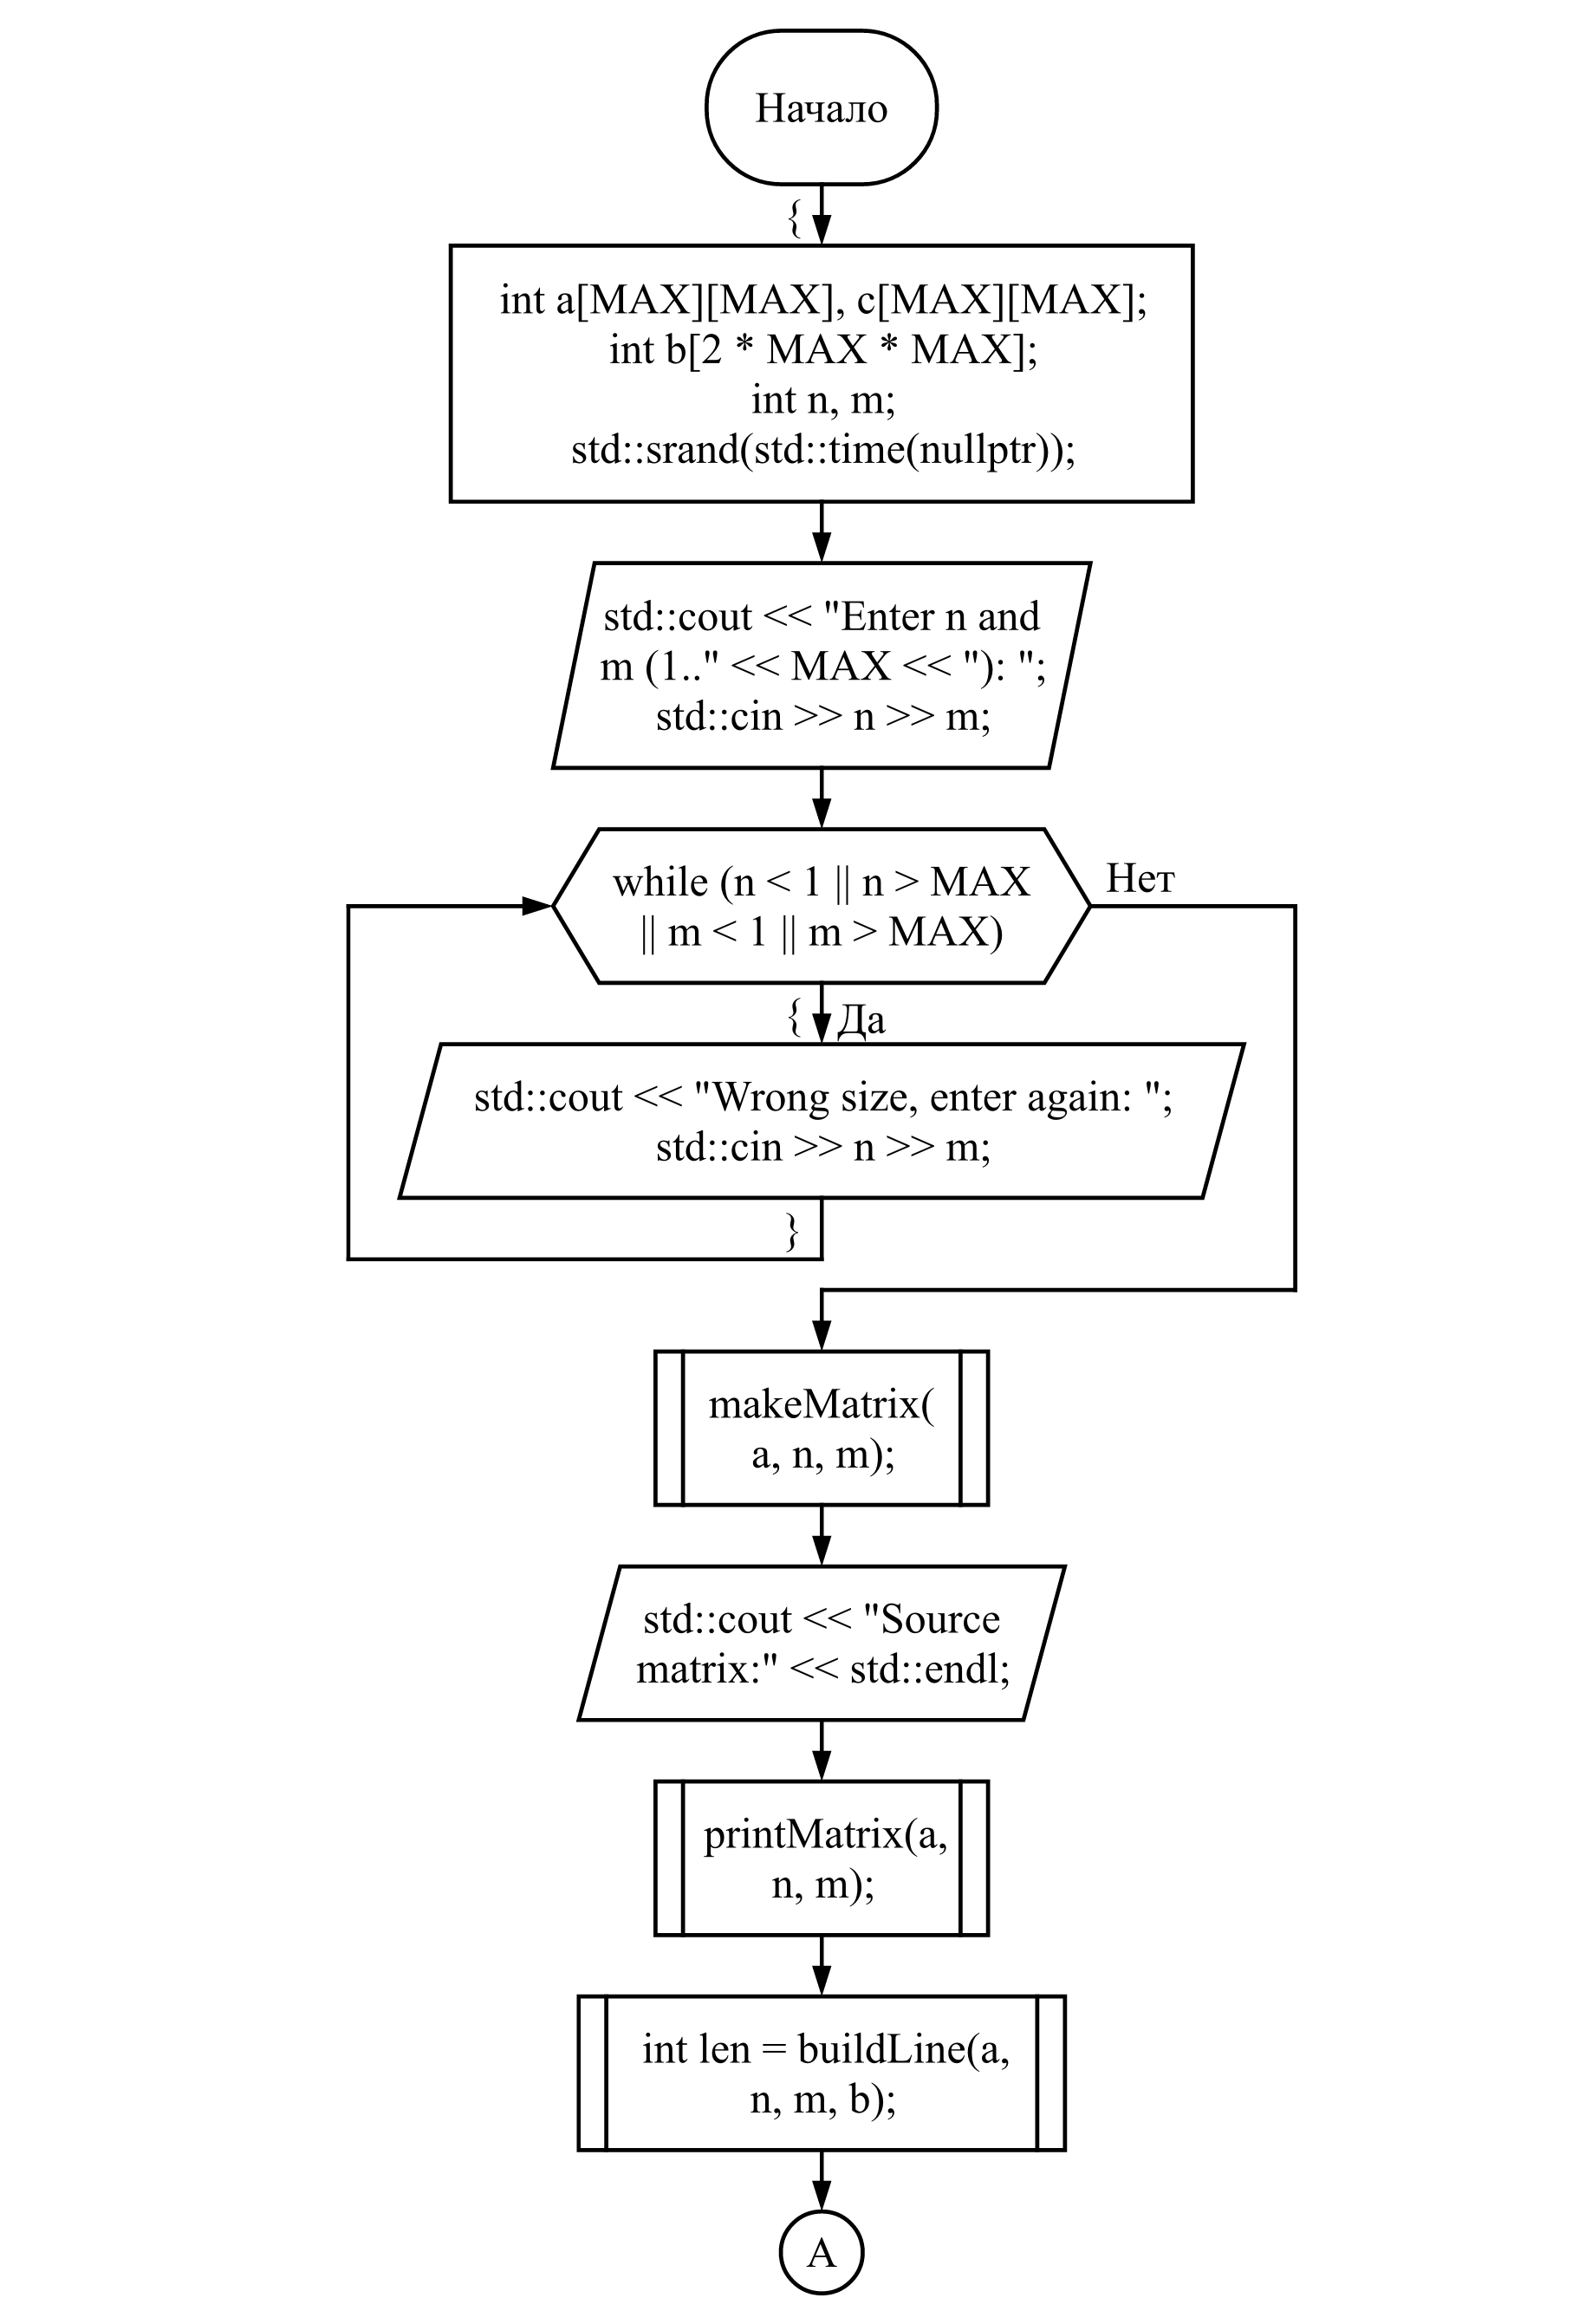 Начало
{
int a[MAX][MAX], c[MAX][MAX];
int b[2 * MAX * MAX];
int n, m;
std::srand(std::time(nullptr));
std::cout << "Enter n and
m (1.." << MAX << "): ";
std::cin >> n >> m;
while (n < 1 || n > MAX
|| m < 1 || m > MAX)
Нет
{
Да
std::cout << "Wrong size, enter again: ";
std::cin >> n >> m;
}
makeMatrix(
a, n, m);
std::cout << "Source
matrix:" << std::endl;
printMatrix(a,
n, m);
int len = buildLine(a,
n, m, b);
A